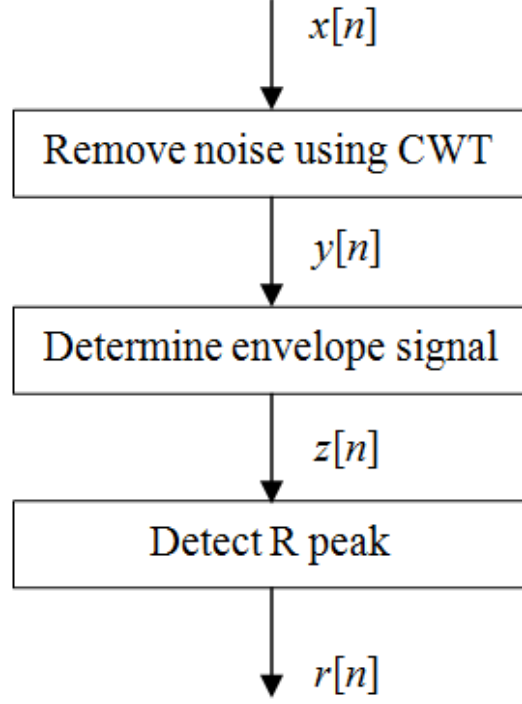 x[n]
Remove noise using CWT
y[n]
Determine envelope signal
z[n]
Detect R peak
r[n]